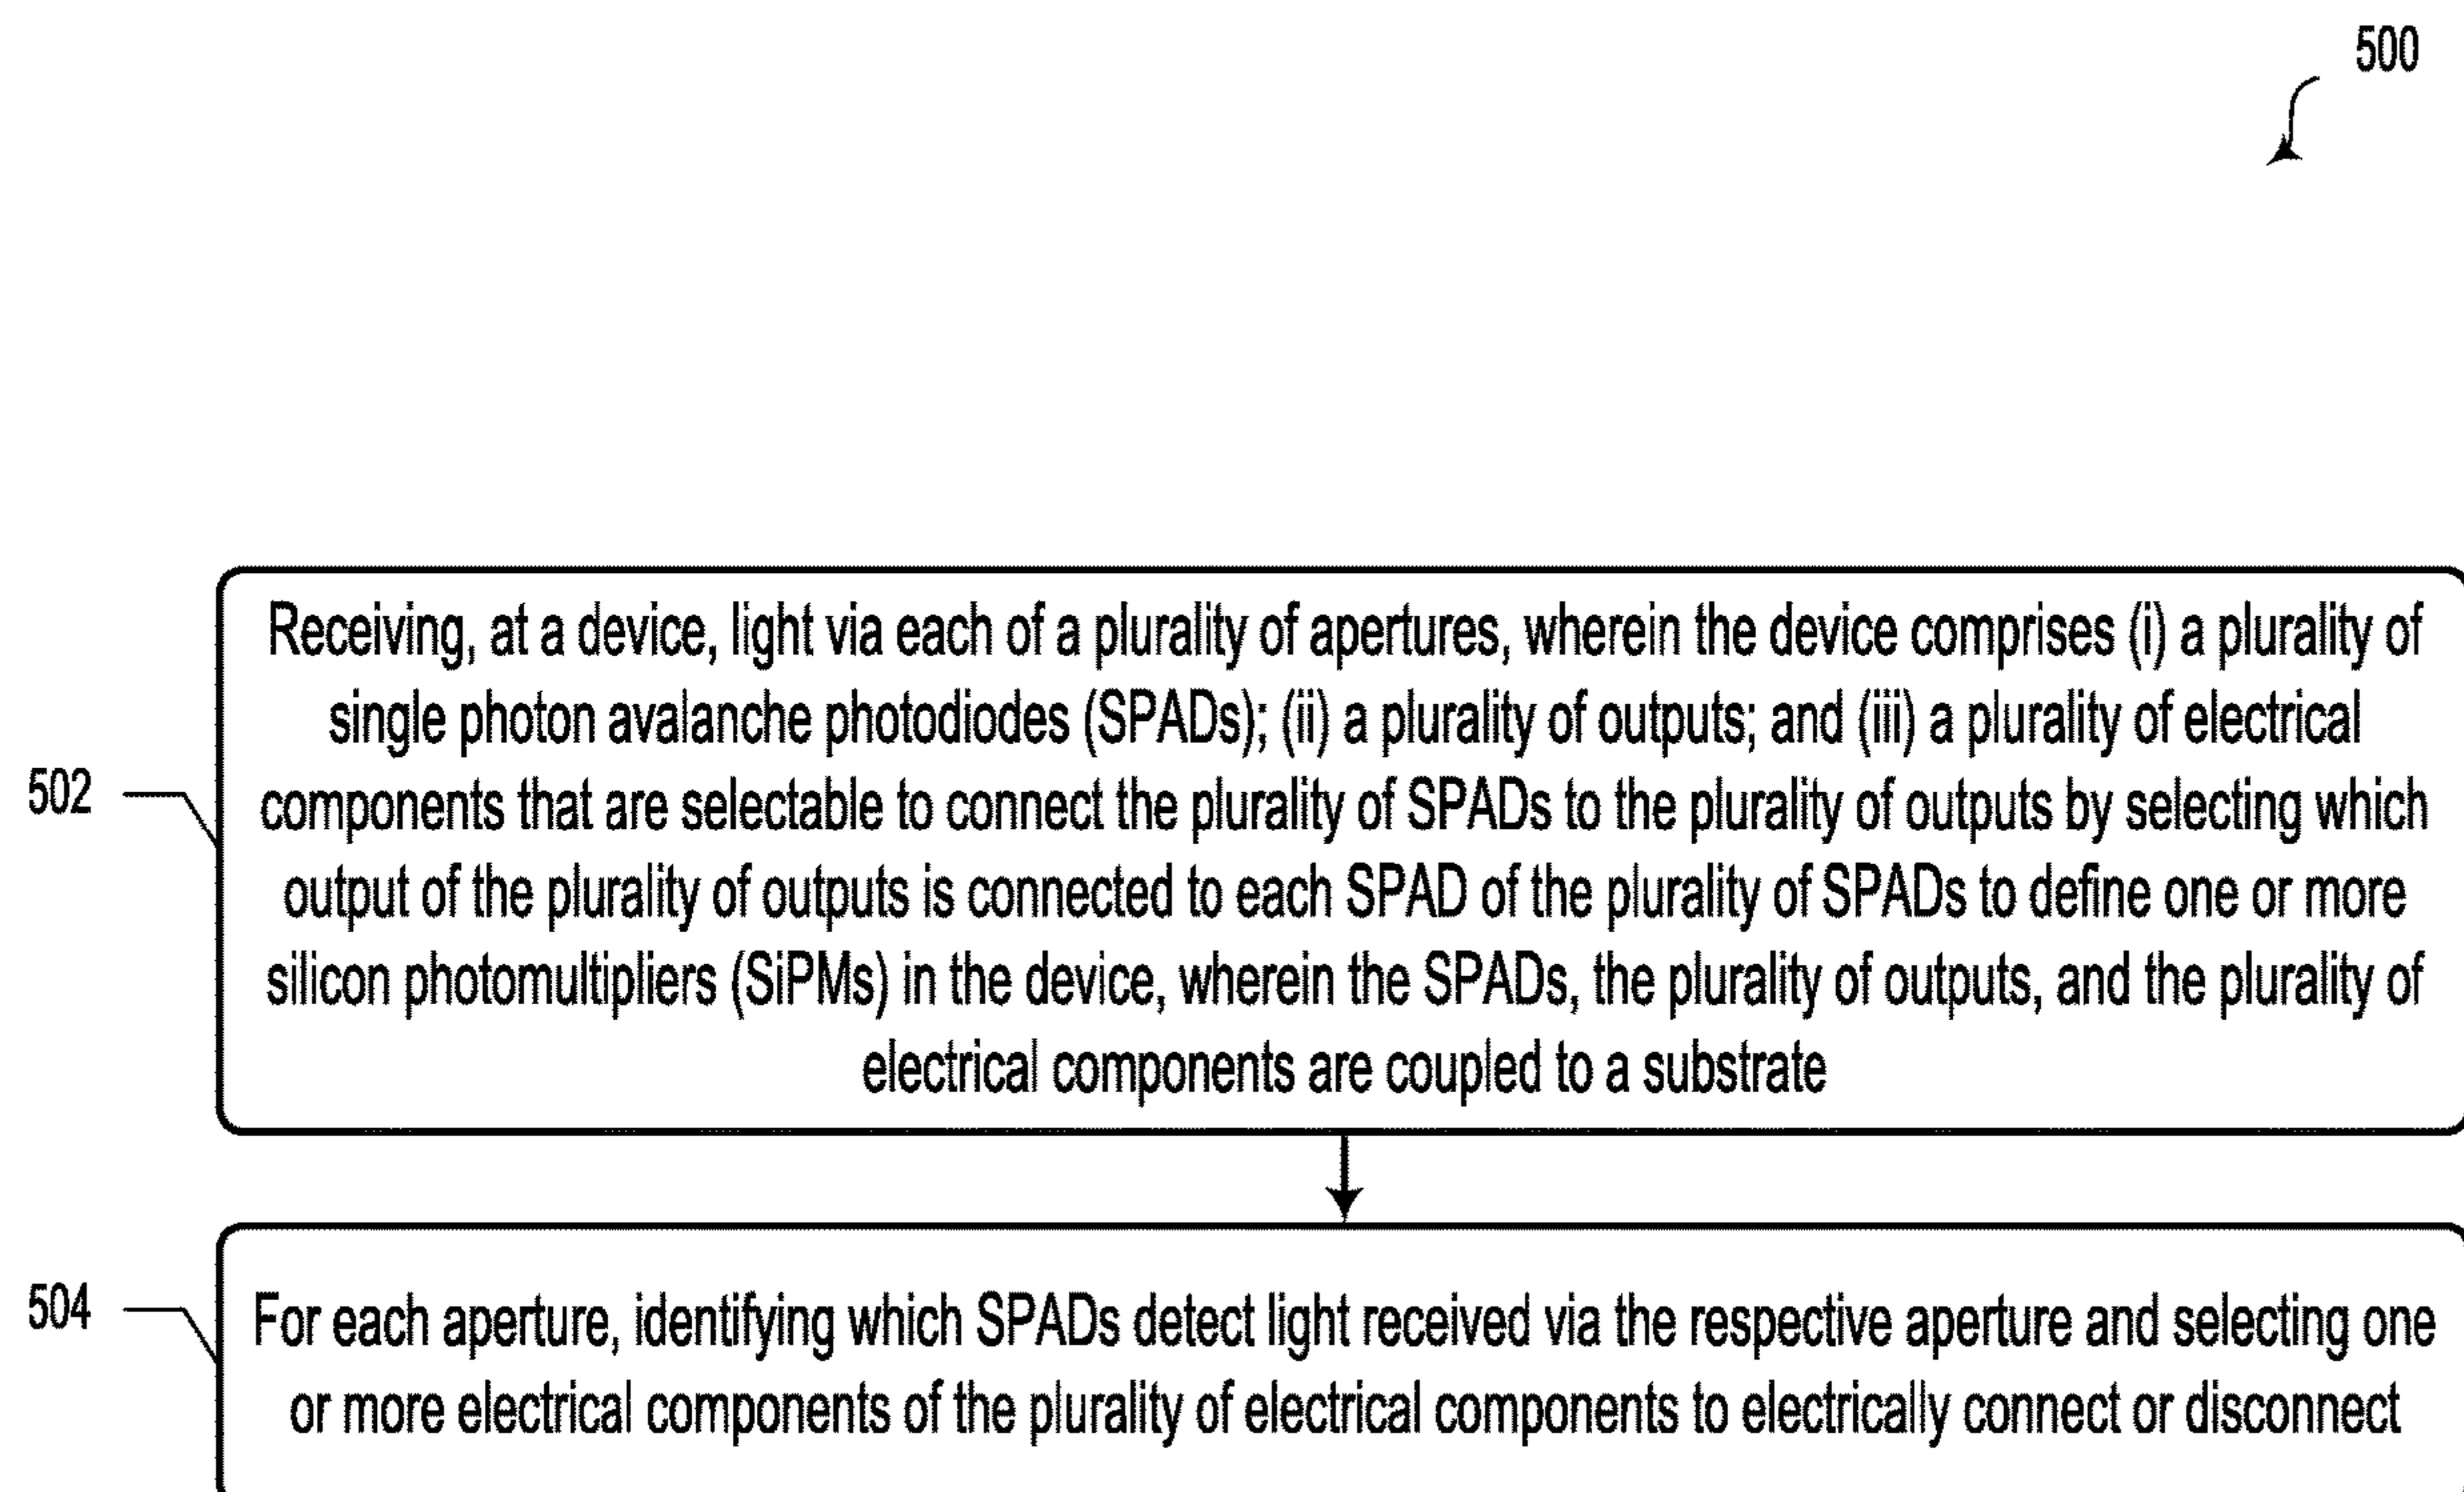 500
Receiving, at a device, light via each of a plurality of apertures, wherein the device comprises (i) a plurality of
single photon avalanche photodiodes (SPADs); (ii) a plurality of outputs; and (iii) a plurality of electrical
components that are selectable to connect the plurality of SPADs to the plurality of outputs by selecting which
output of the plurality of outputs is connected to each SPAD of the plurality of SPADs to define one or more
silicon photomultipliers (SiPMs) in the device, wherein the SPADs, the plurality of outputs, and the plurality of
electrical components are coupled to a substrate
502
For each aperture, identifying which SPADs detect light received via the respective aperture and selecting one
or more electrical components of the plurality of electrical components to electrically connect or disconnect
504